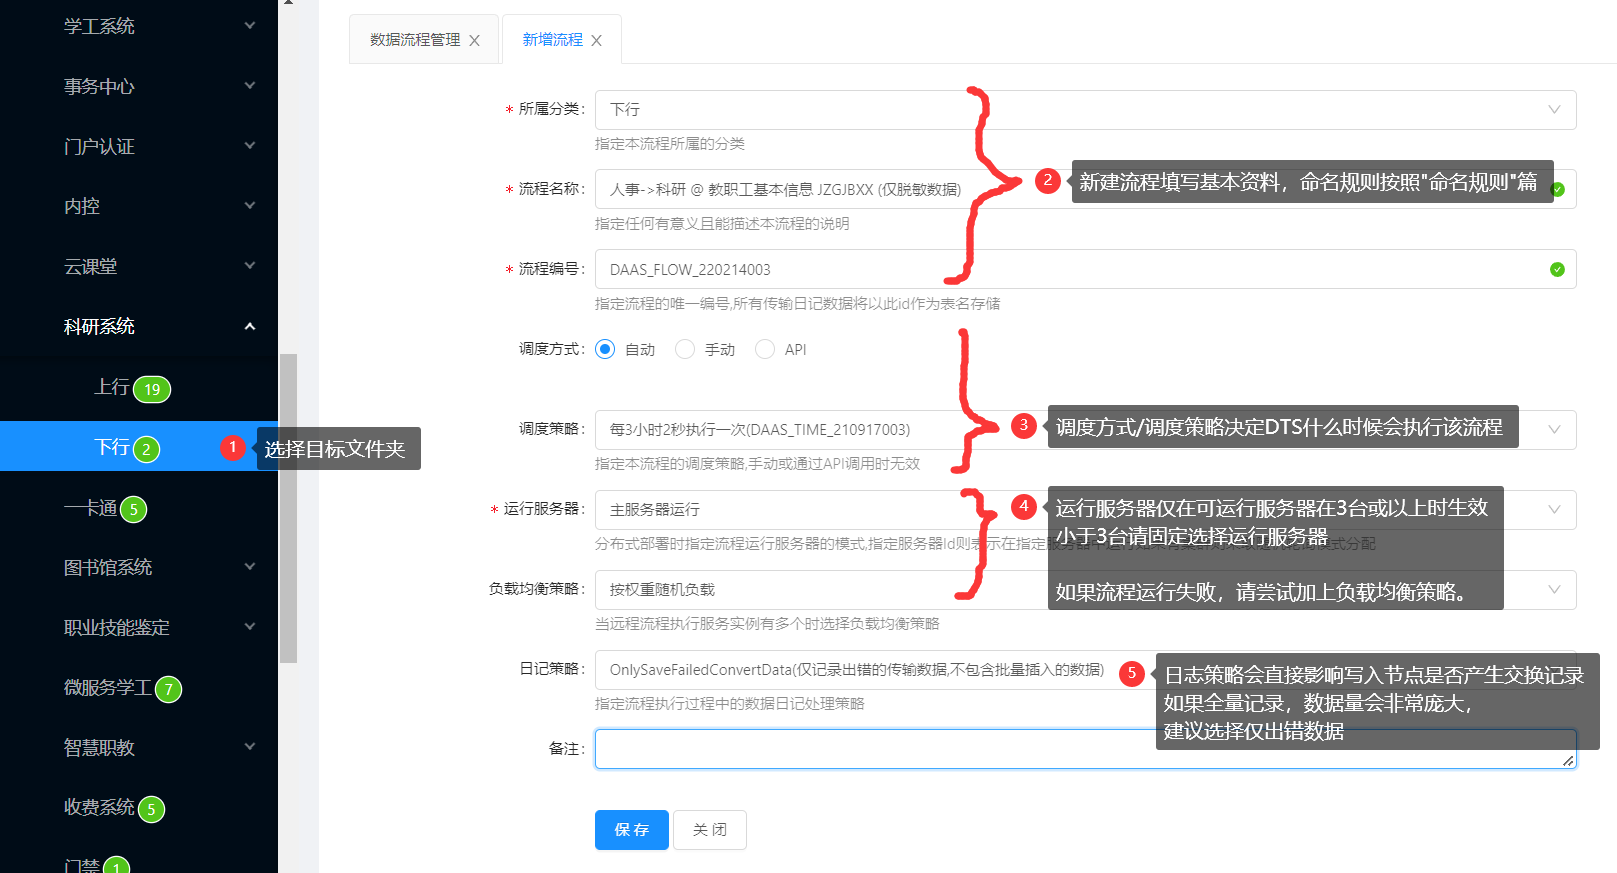 学工系统
事务中心
门户认证
内控
云课堂
科研系统
上行 19
下行 2
1 选择目标文件夹
一卡通 5
图书馆系统
职业技能鉴定
微服务学工 7
智慧职教
收费系统 5
门禁 1
数据流程管理
新增流程
* 所属分类: 下行
指定本流程所属的分类
* 流程名称: 人事->科研 @ 教职工基本信息 JZGJBXX (仅脱敏数据)
2 新建流程填写基本资料，命名规则按照"命名规则"篇
指定任何有意义且能描述本流程的说明
* 流程编号: DAAS_FLOW_220214003
指定流程的唯一编号,所有传输日记数据将以此id作为表名存储
调度方式: 自动 手动 API
调度策略: 每3小时2秒执行一次(DAAS_TIME_210917003)
3 调度方式/调度策略决定DTS什么时候会执行该流程
指定本流程的调度策略,手动或通过API调用时无效
* 运行服务器: 主服务器运行
4 运行服务器仅在可运行服务器在3台或以上时生效
小于3台请固定选择运行服务器
如果流程运行失败，请尝试加上负载均衡策略。
分布式部署时指定流程运行服务器的模式,指定服务器Id则表示在指定服务器中运行如果有集群则采取随机轮询模式分配
负载均衡策略: 按权重随机负载
当远程流程执行服务实例有多个时选择负载均衡策略
日记策略: OnlySaveFailedConvertData(仅记录出错的传输数据,不包含批量插入的数据)
5 日志策略会直接影响写入节点是否产生交换记录
如果全量记录，数据量会非常庞大，
建议选择仅出错数据
指定流程执行过程中的数据日记处理策略
备注:
保存 关闭